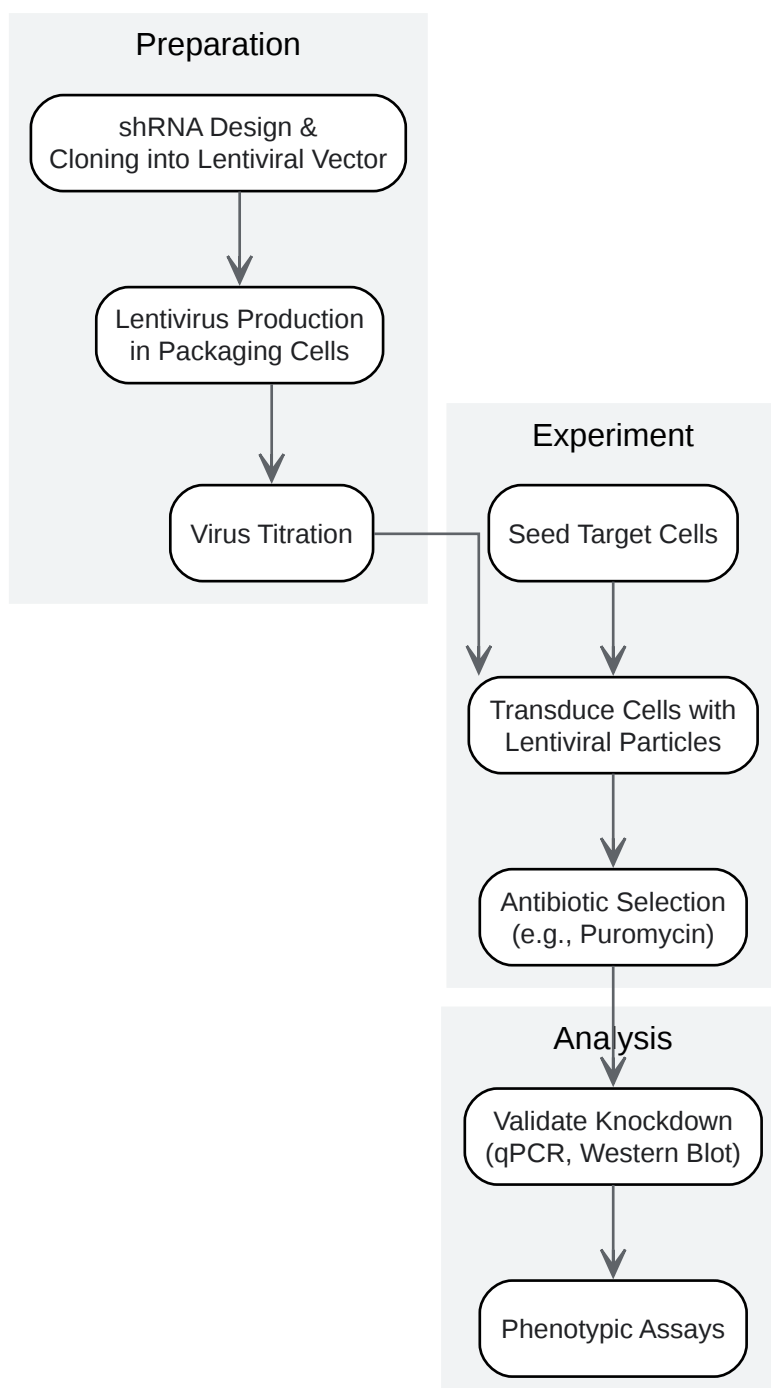 Preparation
shRNA Design &
Cloning into Lentiviral Vector
Lentivirus Production
in Packaging Cells
Virus Titration
Experiment
Seed Target Cells
Transduce Cells with
Lentiviral Particles
Antibiotic Selection
(e.g., Puromycin)
Analysis
Validate Knockdown
(qPCR, Western Blot)
Phenotypic Assays